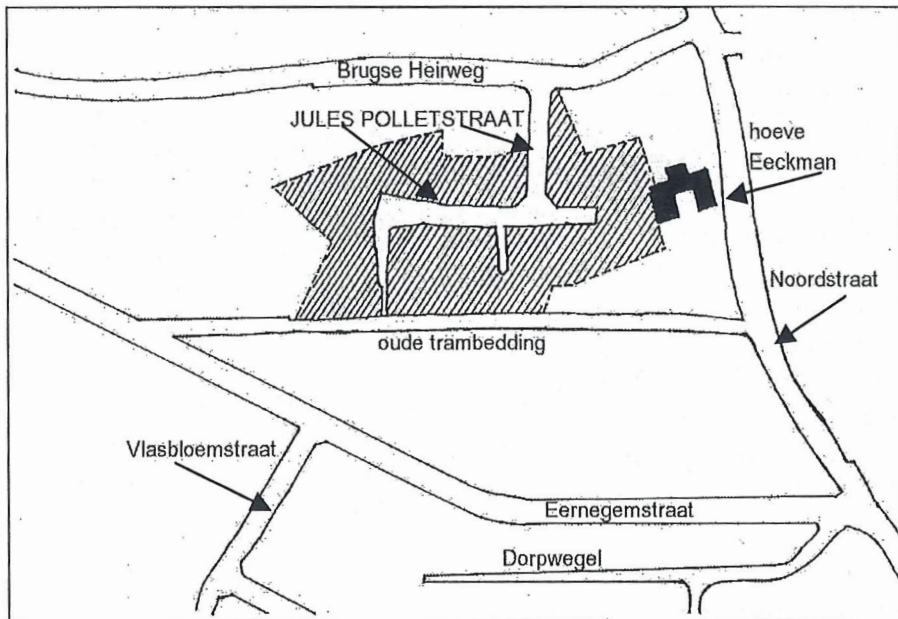 Brugse Heirweg
JULES POLLETSTRAAT
hoeve
Eeckman
Noordstraat
oude trambedding
Vlasbloemstraat
Eernegemstraat
Dorpwegel